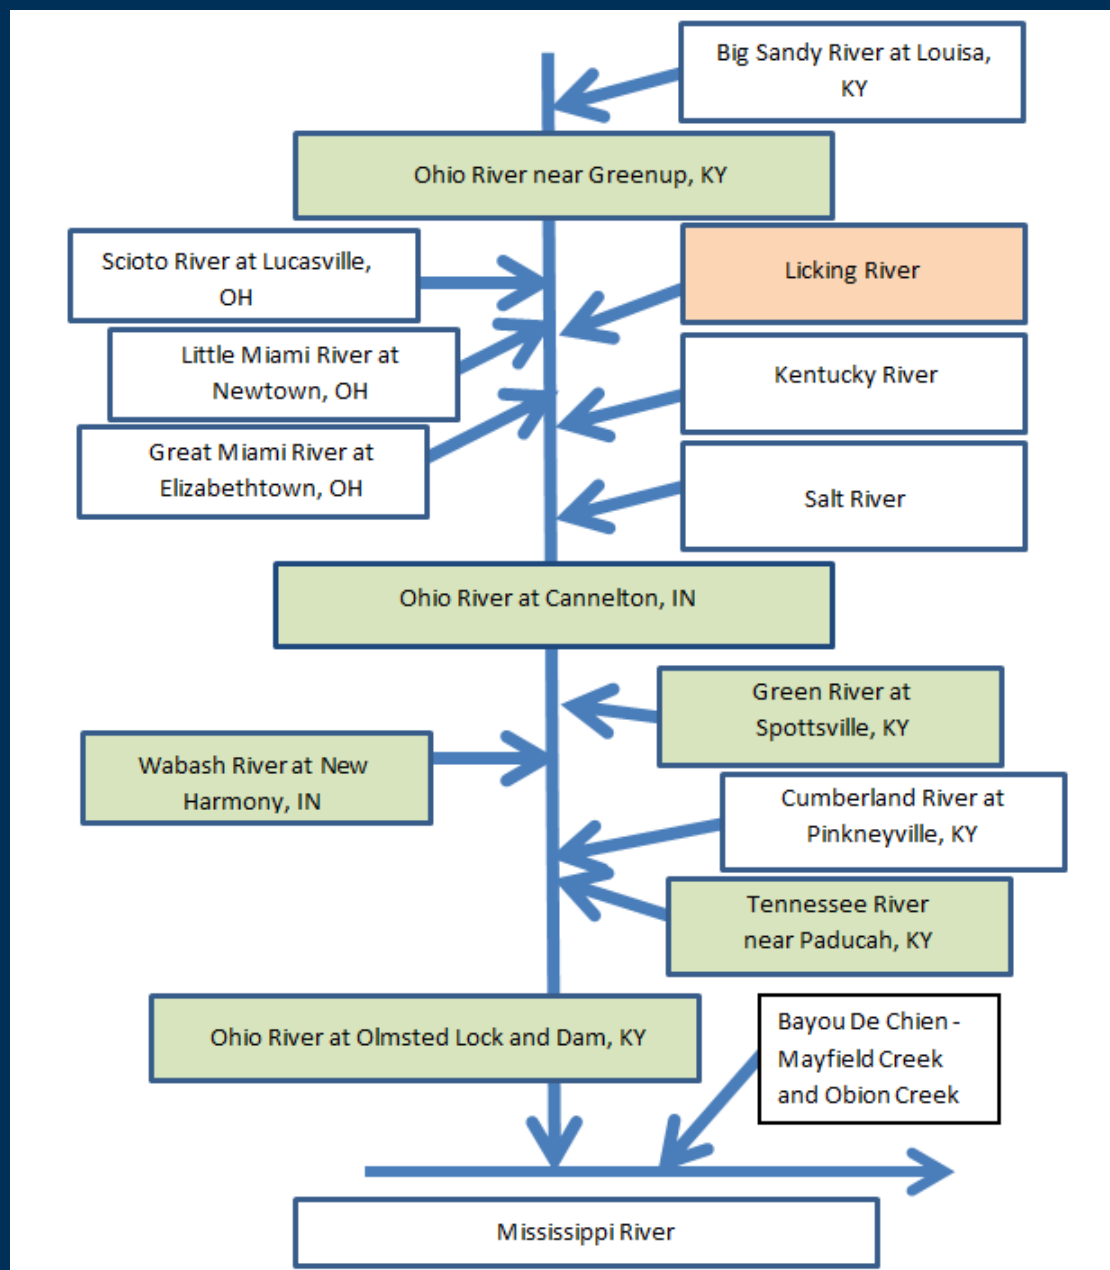 Big Sandy River at Louisa,
KY
Ohio River near Greenup, KY
Scioto River at Lucasville,
OH
Licking River
Little Miami River at
Newtown, OH
Kentucky River
Great Miami River at
Elizabethtown, OH
Salt River
Ohio River at Cannelton, IN
Green River at
Spottsville, KY
Wabash River at New
Harmony, IN
Cumberland River at
Pinkneyville, KY
Tennessee River
near Paducah, KY
Ohio River at Olmsted Lock and Dam, KY
Bayou De Chien -
Mayfield Creek
and Obion Creek
Mississippi River